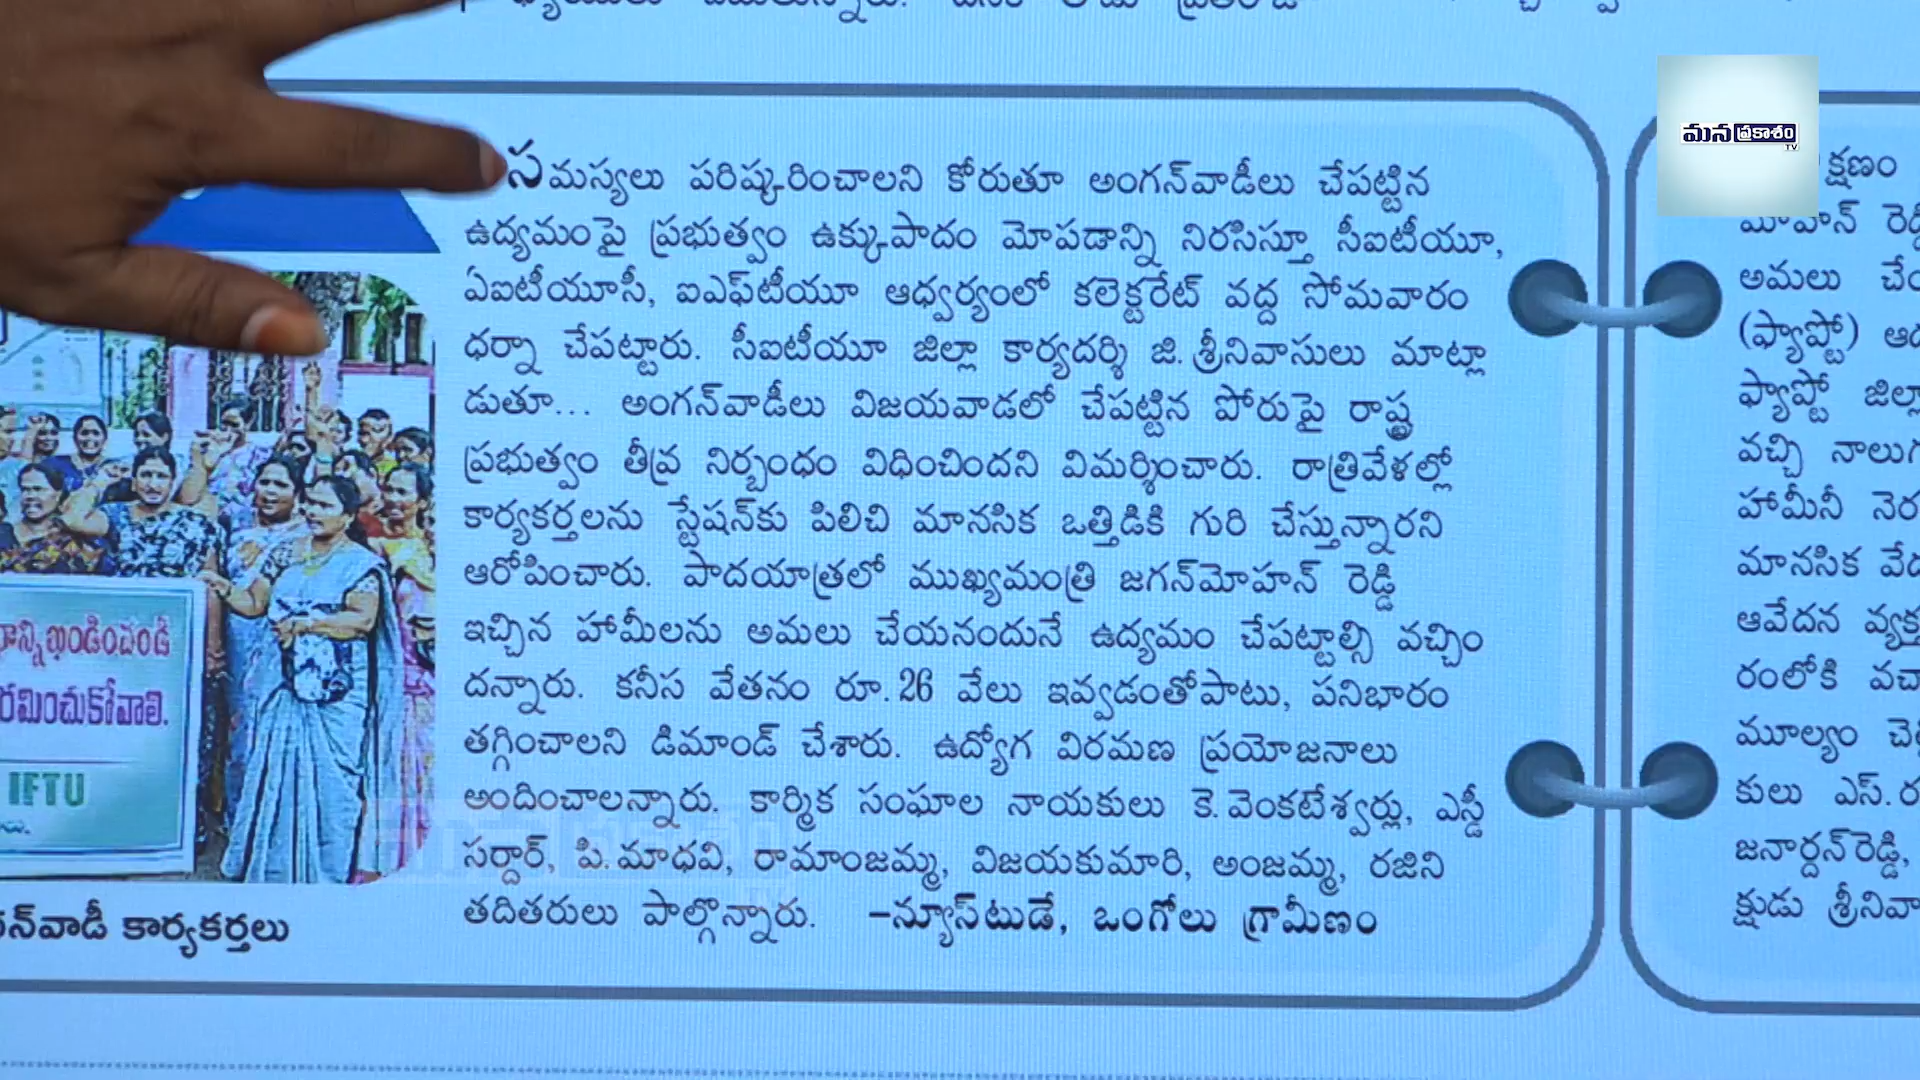 మన ప్రకాశం TV
సమస్యలు పరిష్కరించాలని కోరుతూ అంగన్‌వాడీలు చేపట్టిన
ఉద్యమంపై ప్రభుత్వం ఉక్కుపాదం మోపడాన్ని నిరసిస్తూ సీఐటీయూ,
ఏఐటీయూసీ, ఐఎఫ్‌టీయూ ఆధ్వర్యంలో కలెక్టరేట్ వద్ద సోమవారం
ధర్నా చేపట్టారు. సీఐటీయూ జిల్లా కార్యదర్శి జి.శ్రీనివాసులు మాట్లా
డుతూ... అంగన్‌వాడీలు విజయవాడలో చేపట్టిన పోరుపై రాష్ట్ర
ప్రభుత్వం తీవ్ర నిర్బంధం విధించిందని విమర్శించారు. రాత్రివేళల్లో
కార్యకర్తలను స్టేషన్‌కు పిలిచి మానసిక ఒత్తిడికి గురి చేస్తున్నారని
ఆరోపించారు. పాదయాత్రలో ముఖ్యమంత్రి జగన్‌మోహన్ రెడ్డి
ఇచ్చిన హామీలను అమలు చేయనందునే ఉద్యమం చేపట్టాల్సి వచ్చిం
దన్నారు. కనీస వేతనం రూ.26 వేలు ఇవ్వడంతోపాటు, పనిభారం
తగ్గించాలని డిమాండ్ చేశారు. ఉద్యోగ విరమణ ప్రయోజనాలు
అందించాలన్నారు. కార్మిక సంఘాల నాయకులు కె.వెంకటేశ్వర్లు, ఎస్డీ
సర్దార్, పి.మాధవి, రామాంజమ్మ, విజయకుమారి, అంజమ్మ, రజిని
తదితరులు పాల్గొన్నారు. –న్యూస్‌టుడే, ఒంగోలు గ్రామీణం
ఖండించండి
IFTU
కార్యకర్తలు
క్షణం
మోహన్ రెడ్డి
అమలు
(ఫ్యాప్టో)
ఫ్యాప్టో జిల్లా
వచ్చి
హామీనీ
మానసిక
ఆవేదన
రంలోకి
మూల్యం
కులు ఎస్.
జనార్దన్‌రెడ్డి,
క్షుడు